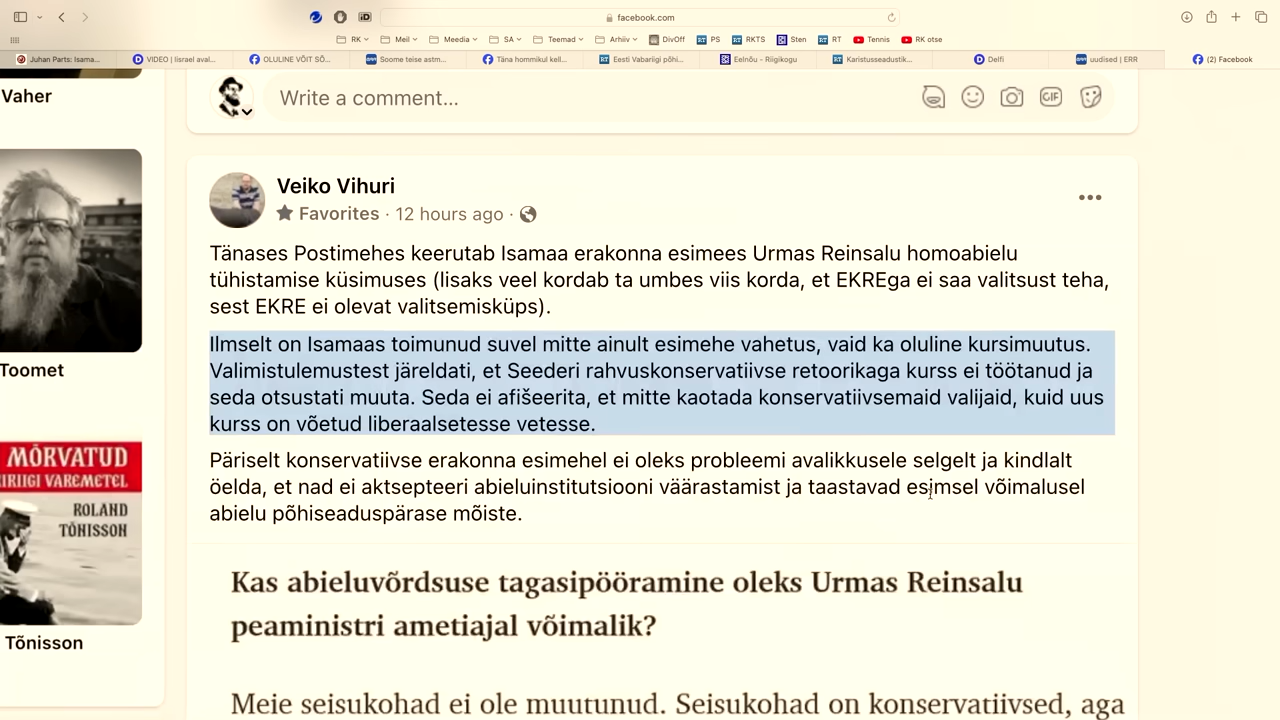 facebook.com
RK
Meil
Meedia
SA
Teemad
Arhiiv
DivOff
PS
RKTS
Sten
RT
Tennis
RK otse
Juhan Parts: Isama...
VIDEO | Iisrael aval...
OLULINE VÕIT SÕ...
Soome teise astm...
Täna hommikul kell...
Eesti Vabariigi põhi...
Eelnõu - Riigikogu
Karistusseadustik...
Delfi
uudised | ERR
(2) Facebook
Vaher
Write a comment...
GIF
Veiko Vihuri
Favorites · 12 hours ago ·
Tänases Postimehes keerutab Isamaa erakonna esimees Urmas Reinsalu homoabielu
tühistamise küsimuses (lisaks veel kordab ta umbes viis korda, et EKREga ei saa valitsust teha,
sest EKRE ei olevat valitsemisküps).
Ilmselt on Isamaas toimunud suvel mitte ainult esimehe vahetus, vaid ka oluline kursimuutus.
Valimistulemustest järeldati, et Seederi rahvuskonservatiivse retoorikaga kurss ei töötanud ja
seda otsustati muuta. Seda ei afišeerita, et mitte kaotada konservatiivsemaid valijaid, kuid uus
kurss on võetud liberaalsetesse vetesse.
Päriselt konservatiivse erakonna esimehel ei oleks probleemi avalikkusele selgelt ja kindlalt
öelda, et nad ei aktsepteeri abieluinstitutsiooni väärastamist ja taastavad esimsel võimalusel
abielu põhiseaduspärase mõiste.
Toomet
MÕRVATUD
RIIGI VAREMETEL
ROLAND
TÕNISSON
Tõnisson
Kas abieluvõrdsuse tagasipööramine oleks Urmas Reinsalu
peaministri ametiajal võimalik?
Meie seisukohad ei ole muutunud. Seisukohad on konservatiivsed, aga